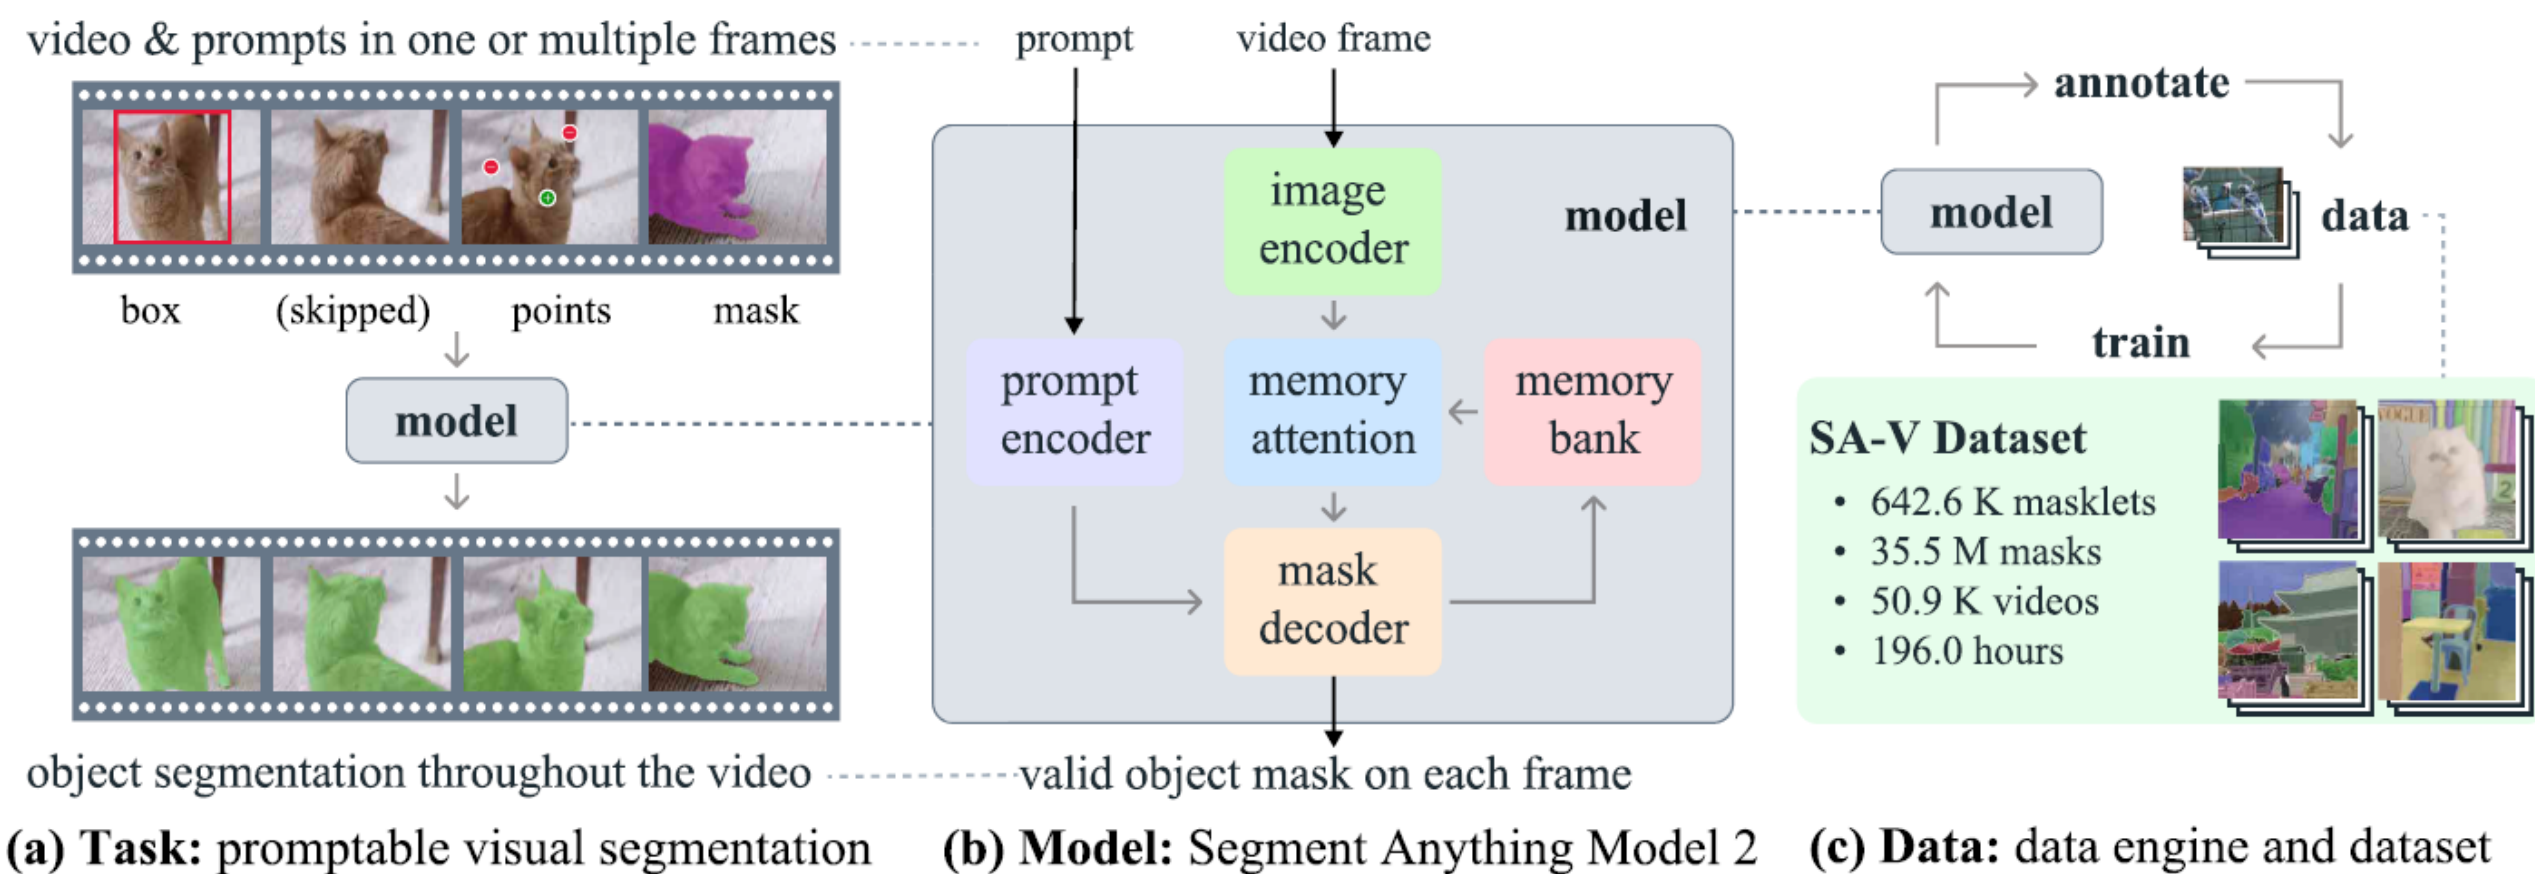 video & prompts in one or multiple frames
box
(skipped)
points
mask
model
object segmentation throughout the video
(a) Task: promptable visual segmentation
prompt
video frame
image
encoder
model
prompt
encoder
memory
attention
memory
bank
mask
decoder
valid object mask on each frame
(b) Model: Segment Anything Model 2
annotate
model
data
train
SA-V Dataset
• 642.6 K masklets
• 35.5 M masks
• 50.9 K videos
• 196.0 hours
VOGUE
2
(c) Data: data engine and dataset